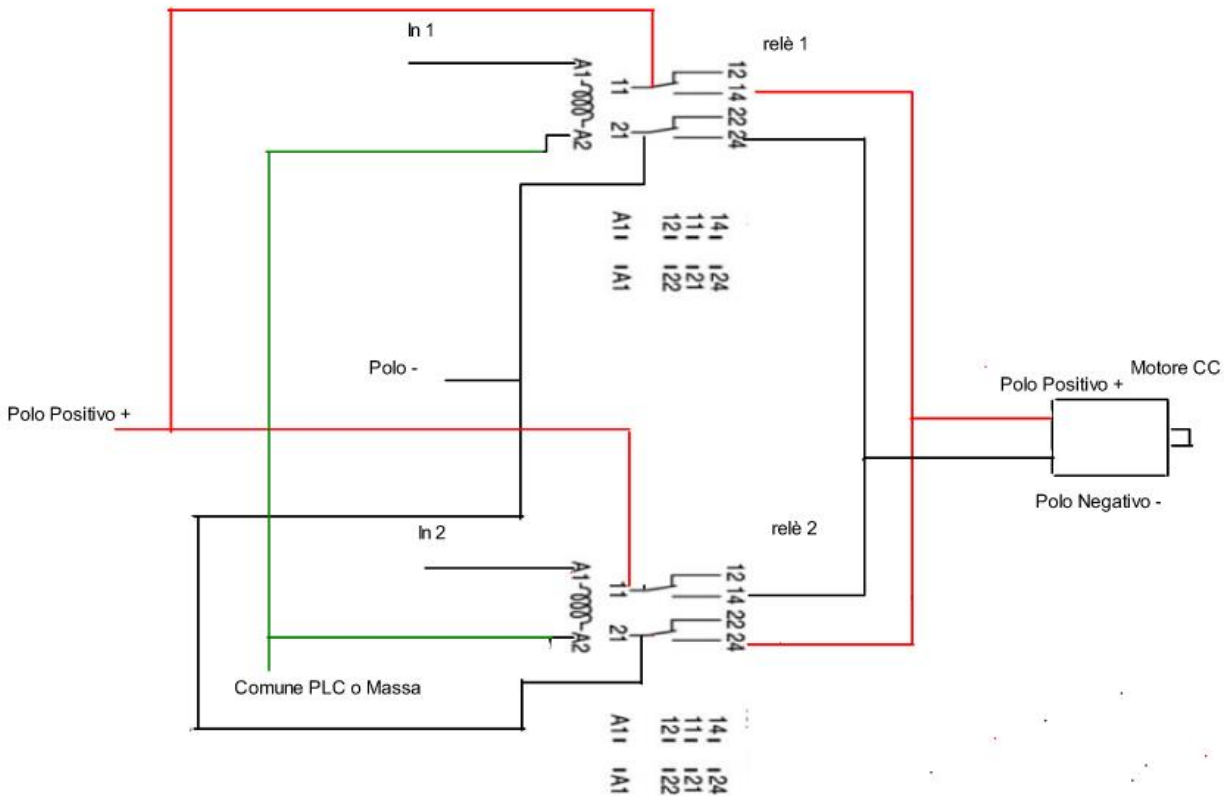 In 1
relè 1
A1
A2
11
21
12
14
22
24
A1 12 11 14
A1 22 21 24
Polo -
Polo Positivo +
Motore CC
Polo Positivo +
Polo Negativo -
In 2
relè 2
A1
A2
11
21
12
14
22
24
Comune PLC o Massa
A1 12 11 14
A1 22 21 24